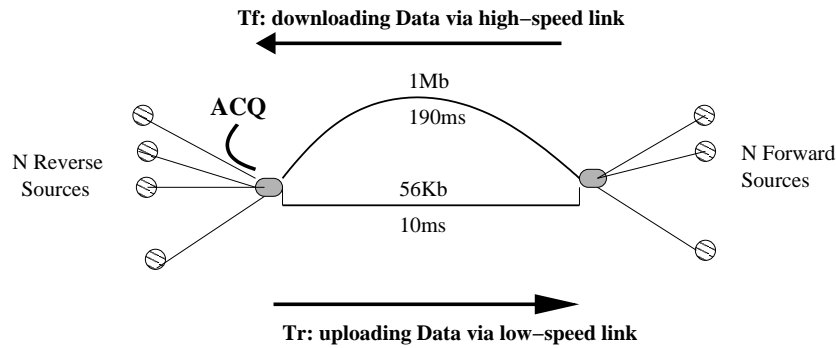 Tf: downloading Data via high−speed link
1Mb
190ms
ACQ
N Reverse
Sources
N Forward
Sources
56Kb
10ms
Tr: uploading Data via low−speed link